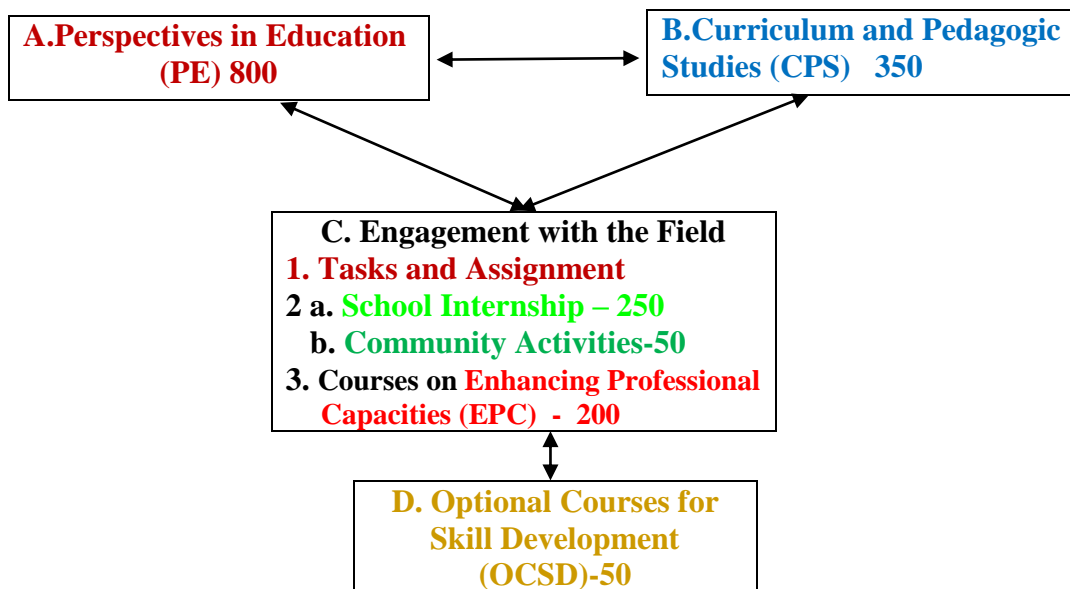 A.Perspectives in Education
(PE) 800
B.Curriculum and Pedagogic
Studies (CPS) 350
C. Engagement with the Field
1. Tasks and Assignment
2 a. School Internship – 250
b. Community Activities-50
3. Courses on Enhancing Professional
Capacities (EPC) - 200
D. Optional Courses for
Skill Development
(OCSD)-50